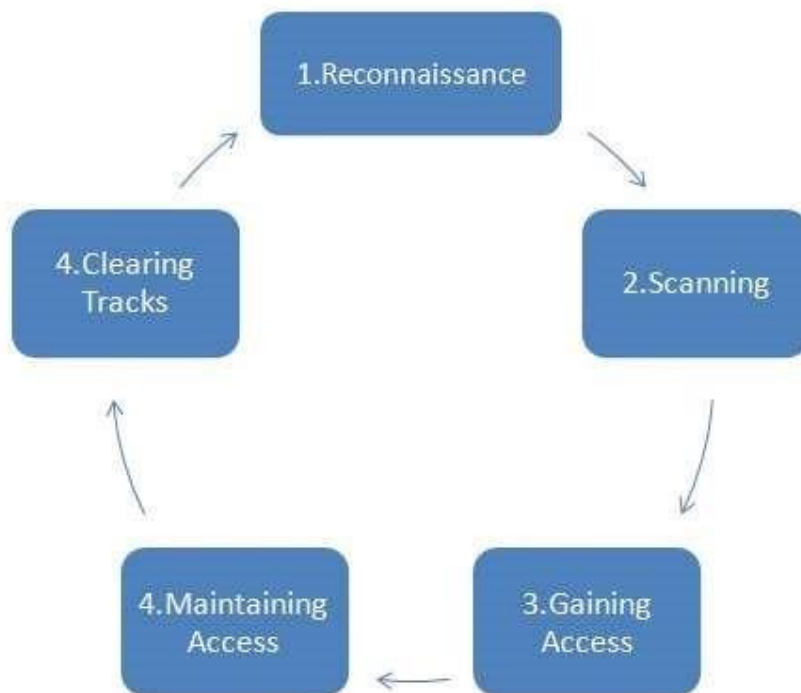 1.Reconnaissance
2.Scanning
3.Gaining
Access
4.Maintaining
Access
4.Clearing
Tracks